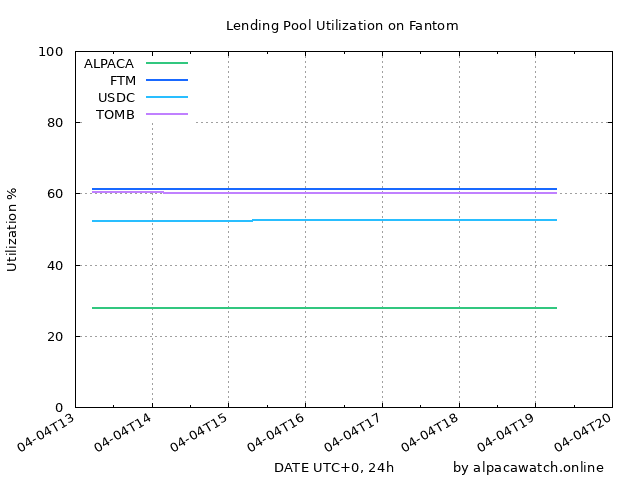 Lending Pool Utilization on Fantom
100
80
60
40
20
0
Utilization %
ALPACA
FTM
USDC
TOMB
04-04T13
04-04T14
04-04T15
04-04T16
04-04T17
04-04T18
04-04T19
04-04T20
DATE UTC+0, 24h
by alpacawatch.online